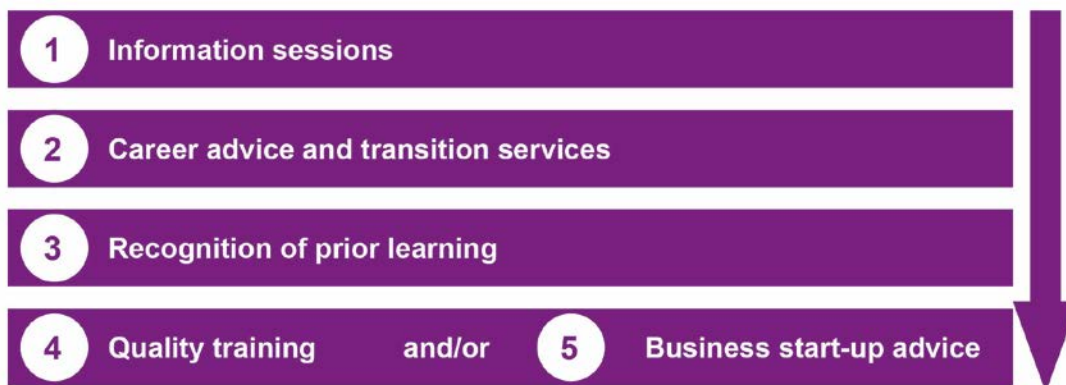 1 Information sessions
2 Career advice and transition services
3 Recognition of prior learning
4 Quality training and/or 5 Business start-up advice